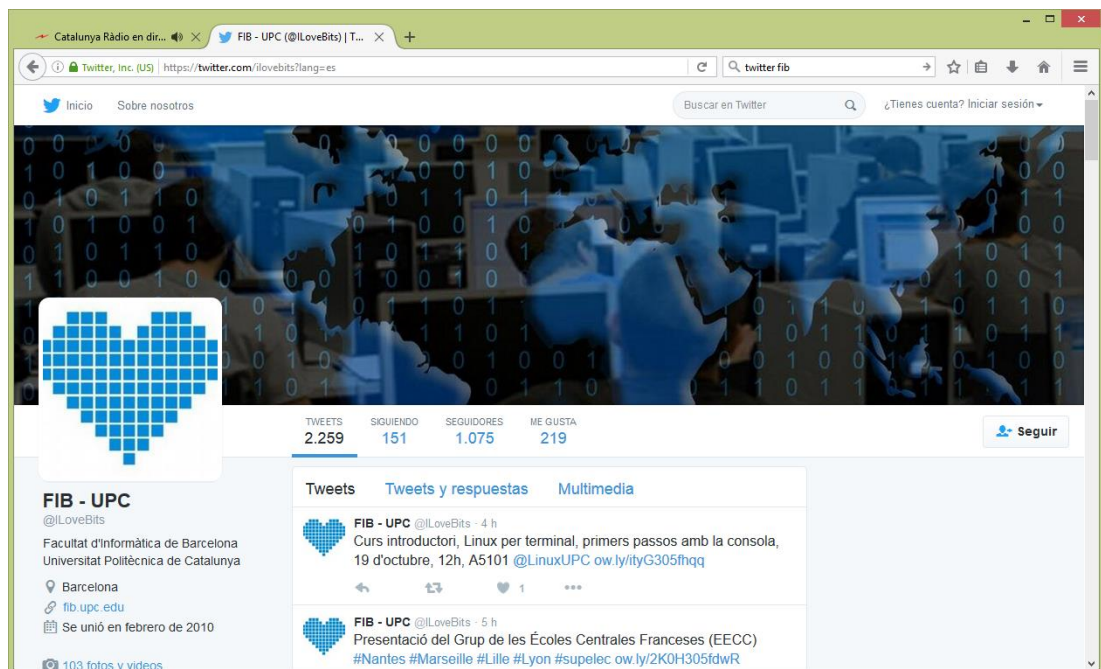 Catalunya Ràdio en dir...
FIB - UPC (@ILoveBits) | T...
Twitter, Inc. (US)
https://twitter.com/ilovebits?lang=es
twitter fib
Inicio
Sobre nosotros
Buscar en Twitter
¿Tienes cuenta? Iniciar sesión
TWEETS
2.259
SIGUIENDO
151
SEGUIDORES
1.075
ME GUSTA
219
Seguir
FIB - UPC
@ILoveBits
Facultat d'Informàtica de Barcelona
Universitat Politècnica de Catalunya
Barcelona
fib.upc.edu
Se unió en febrero de 2010
103 fotos y videos
Tweets
Tweets y respuestas
Multimedia
FIB - UPC @ILoveBits · 4 h
Curs introductori, Linux per terminal, primers passos amb la consola,
19 d'octubre, 12h, A5101 @LinuxUPC ow.ly/ityG305fhqq
1
FIB - UPC @ILoveBits · 5 h
Presentació del Grup de les Écoles Centrales Franceses (EECC)
#Nantes #Marseille #Lille #Lyon #supelec ow.ly/2K0H305fdwR